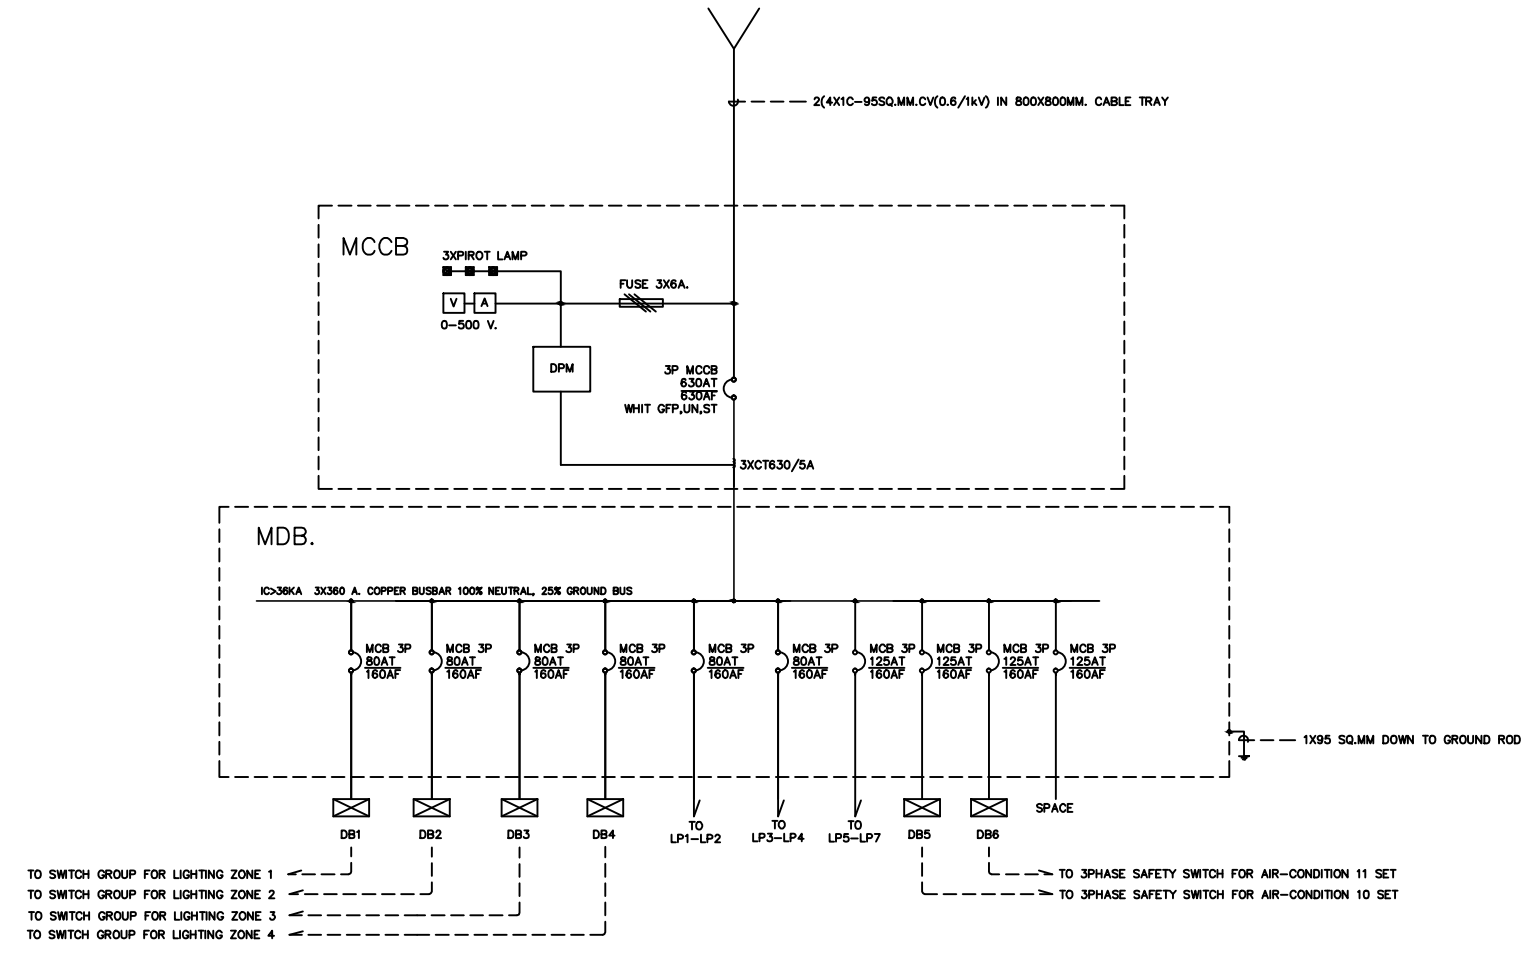 2(4X1C-95SQ.MM.CV(0.6/1kV) IN 800X800MM. CABLE TRAY
MCCB
3XPIROT LAMP
FUSE 3X6A.
V A
0-500 V.
DPM
3P MCCB
630AT
630AF
WHIT GFP,UN,ST
3XCT630/5A
MDB.
IC>36KA 3X360 A. COPPER BUSBAR 100% NEUTRAL, 25% GROUND BUS
MCB 3P
80AT
160AF
MCB 3P
80AT
160AF
MCB 3P
80AT
160AF
MCB 3P
80AT
160AF
MCB 3P
80AT
160AF
MCB 3P
80AT
160AF
MCB 3P
125AT
160AF
MCB 3P
125AT
160AF
MCB 3P
125AT
160AF
MCB 3P
125AT
160AF
1X95 SQ.MM DOWN TO GROUND ROD
DB1
DB2
DB3
DB4
TO
LP1-LP2
TO
LP3-LP4
TO
LP5-LP7
DB5
DB6
SPACE
TO SWITCH GROUP FOR LIGHTING ZONE 1
TO SWITCH GROUP FOR LIGHTING ZONE 2
TO SWITCH GROUP FOR LIGHTING ZONE 3
TO SWITCH GROUP FOR LIGHTING ZONE 4
TO 3PHASE SAFETY SWITCH FOR AIR-CONDITION 11 SET
TO 3PHASE SAFETY SWITCH FOR AIR-CONDITION 10 SET